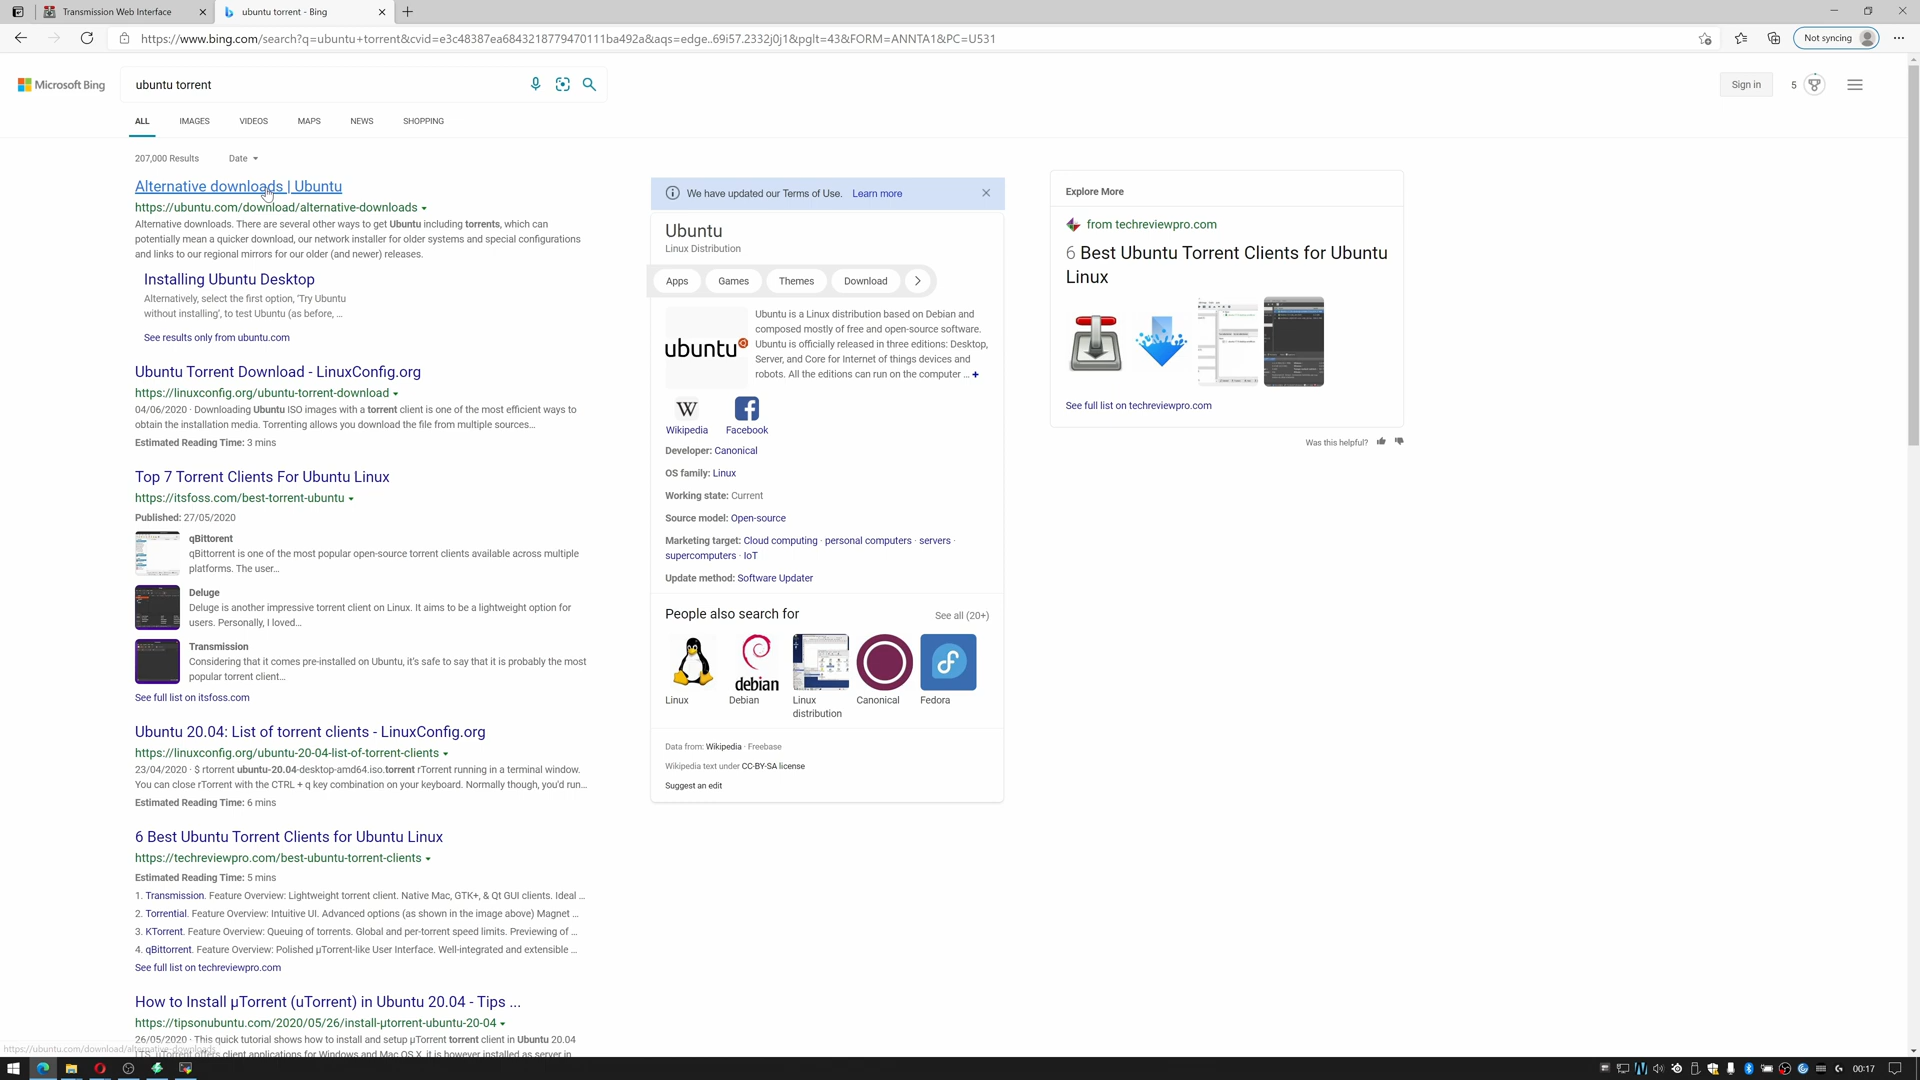 Transmission Web Interface
ubuntu torrent - Bing
https://www.bing.com/search?q=ubuntu+torrent&cvid=e3c48387ea6843218779470111ba492a&aqs=edge..69i57.2332j0j1&pglt=43&FORM=ANNTA1&PC=U531
Not syncing
Microsoft Bing
ubuntu torrent
Sign in
5
ALL
IMAGES
VIDEOS
MAPS
NEWS
SHOPPING
207,000 Results
Date
Alternative downloads | Ubuntu
https://ubuntu.com/download/alternative-downloads
Alternative downloads. There are several other ways to get Ubuntu including torrents, which can
potentially mean a quicker download, our network installer for older systems and special configurations
and links to our regional mirrors for our older (and newer) releases.
Installing Ubuntu Desktop
Alternatively, select the first option, 'Try Ubuntu
without installing', to test Ubuntu (as before, ...
See results only from ubuntu.com
Ubuntu Torrent Download - LinuxConfig.org
https://linuxconfig.org/ubuntu-torrent-download
04/06/2020 · Downloading Ubuntu ISO images with a torrent client is one of the most efficient ways to
obtain the installation media. Torrenting allows you download the file from multiple sources...
Estimated Reading Time: 3 mins
Top 7 Torrent Clients For Ubuntu Linux
https://itsfoss.com/best-torrent-ubuntu
Published: 27/05/2020
qBittorent
qBittorrent is one of the most popular open-source torrent clients available across multiple
platforms. The user...
Deluge
Deluge is another impressive torrent client on Linux. It aims to be a lightweight option for
users. Personally, I loved...
Transmission
Considering that it comes pre-installed on Ubuntu, it's safe to say that it is probably the most
popular torrent client...
See full list on itsfoss.com
Ubuntu 20.04: List of torrent clients - LinuxConfig.org
https://linuxconfig.org/ubuntu-20-04-list-of-torrent-clients
23/04/2020 · $ rtorrent ubuntu-20.04-desktop-amd64.iso.torrent rTorrent running in a terminal window.
You can close rTorrent with the CTRL + q key combination on your keyboard. Normally though, you'd run...
Estimated Reading Time: 6 mins
6 Best Ubuntu Torrent Clients for Ubuntu Linux
https://techreviewpro.com/best-ubuntu-torrent-clients
Estimated Reading Time: 5 mins
1. Transmission. Feature Overview: Lightweight torrent client. Native Mac, GTK+, & Qt GUI clients. Ideal ...
2. Torrential. Feature Overview: Intuitive UI. Advanced options (as shown in the image above) Magnet ...
3. KTorrent. Feature Overview: Queuing of torrents. Global and per-torrent speed limits. Previewing of ...
4. qBittorrent. Feature Overview: Polished µTorrent-like User Interface. Well-integrated and extensible ...
See full list on techreviewpro.com
How to Install µTorrent (uTorrent) in Ubuntu 20.04 - Tips ...
https://tipsonubuntu.com/2020/05/26/install-µtorrent-ubuntu-20-04
26/05/2020 · This quick tutorial shows how to install and setup µTorrent torrent client in Ubuntu 20.04
LTS. µTorrent offers client applications for Windows and Mac OS X, it is however installed as server in
https://ubuntu.com/download/alternative-downloads
We have updated our Terms of Use. Learn more
Ubuntu
Linux Distribution
Apps
Games
Themes
Download
ubuntu
Ubuntu is a Linux distribution based on Debian and
composed mostly of free and open-source software.
Ubuntu is officially released in three editions: Desktop,
Server, and Core for Internet of things devices and
robots. All the editions can run on the computer ... +
W
Wikipedia
Facebook
Developer: Canonical
OS family: Linux
Working state: Current
Source model: Open-source
Marketing target: Cloud computing · personal computers · servers ·
supercomputers · IoT
Update method: Software Updater
People also search for
See all (20+)
debian
Linux
Debian
Linux
distribution
Canonical
Fedora
Data from: Wikipedia · Freebase
Wikipedia text under CC-BY-SA license
Suggest an edit
Explore More
from techreviewpro.com
6 Best Ubuntu Torrent Clients for Ubuntu
Linux
See full list on techreviewpro.com
Was this helpful?
00:17